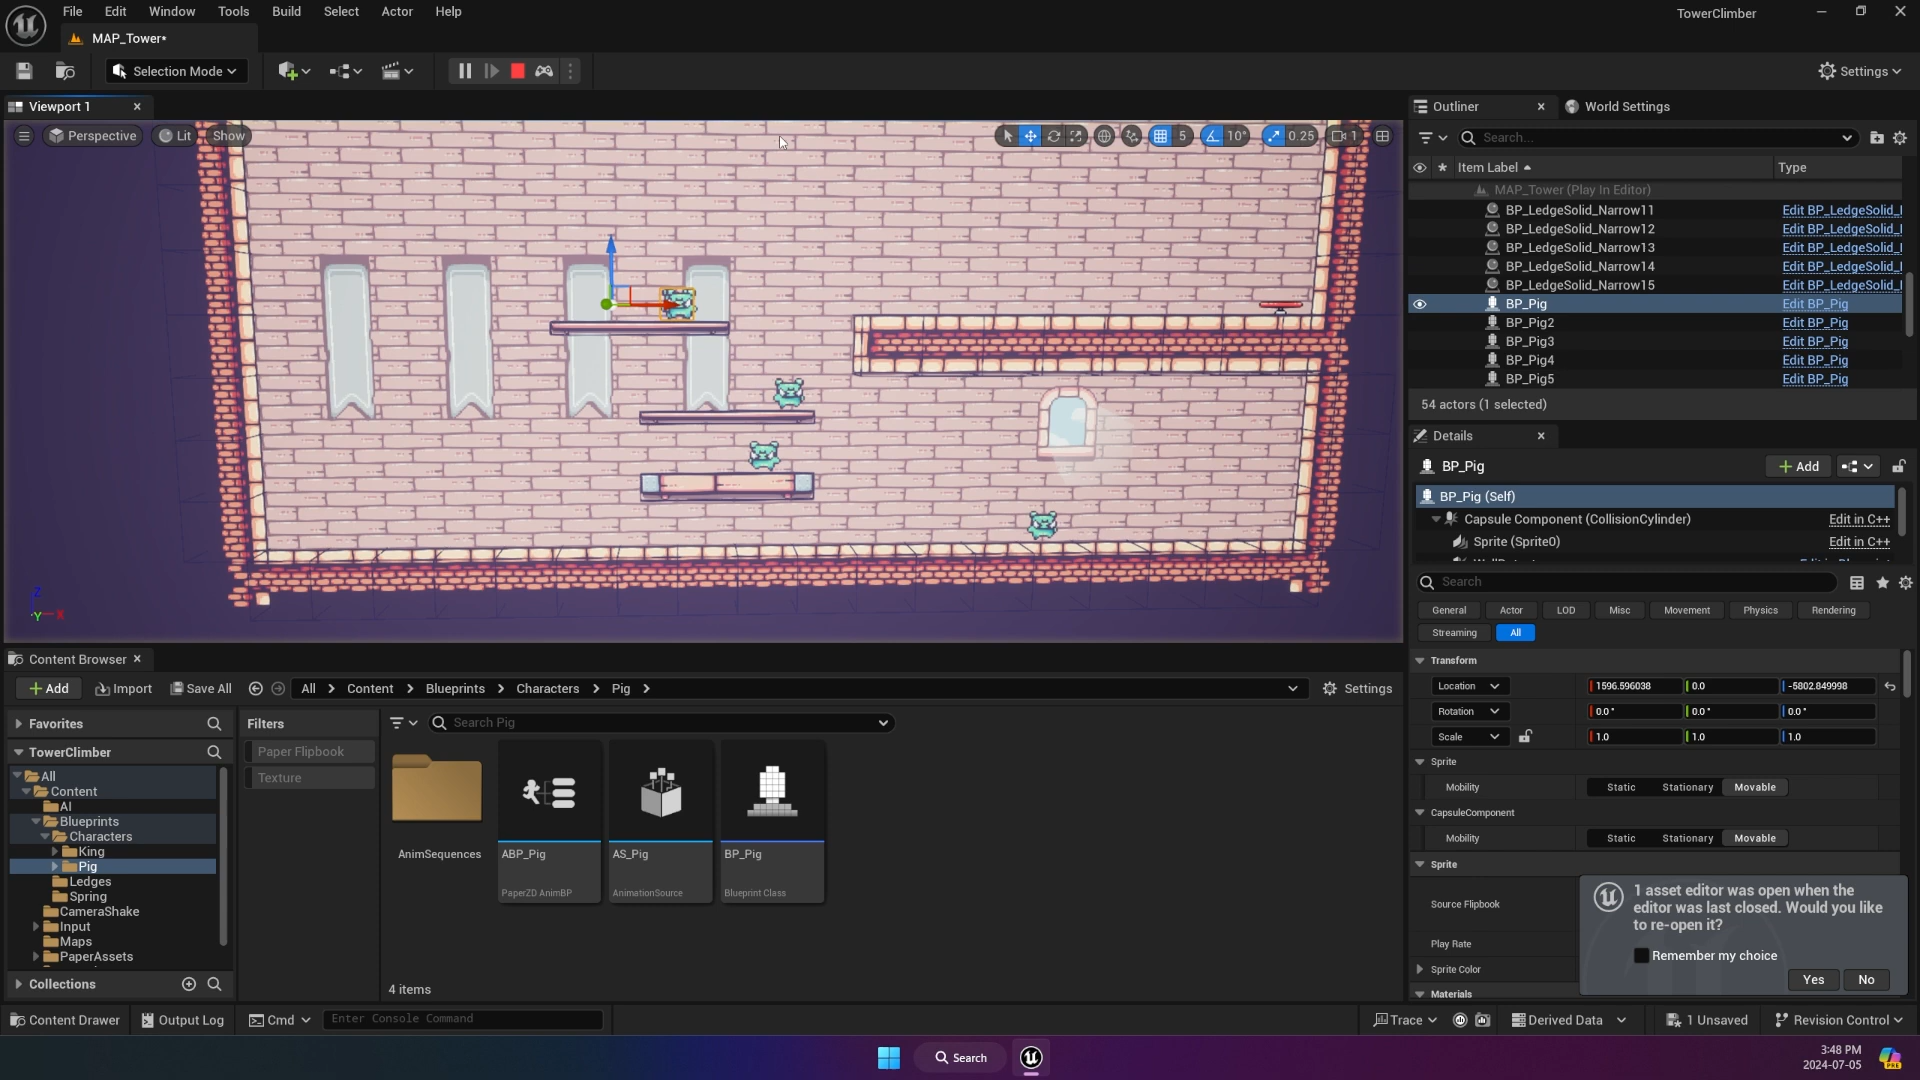 File Edit Window Tools Build Select Actor Help
TowerClimber
MAP_Tower*
Selection Mode
Settings
Viewport 1
Perspective Lit Show
5 10° 0.25 1
Outliner
World Settings
Search...
Item Label Type
MAP_Tower (Play In Editor)
BP_LedgeSolid_Narrow11 Edit BP_LedgeSolid_
BP_LedgeSolid_Narrow12 Edit BP_LedgeSolid_
BP_LedgeSolid_Narrow13 Edit BP_LedgeSolid_
BP_LedgeSolid_Narrow14 Edit BP_LedgeSolid_
BP_LedgeSolid_Narrow15 Edit BP_LedgeSolid_
BP_Pig Edit BP_Pig
BP_Pig2 Edit BP_Pig
BP_Pig3 Edit BP_Pig
BP_Pig4 Edit BP_Pig
BP_Pig5 Edit BP_Pig
54 actors (1 selected)
Details
BP_Pig
Add
BP_Pig (Self)
Capsule Component (CollisionCylinder) Edit in C++
Sprite (Sprite0) Edit in C++
Search
General Actor LOD Misc Movement Physics Rendering
Streaming All
Transform
Location 1596.596038 0.0 -5802.849998
Rotation 0.0° 0.0° 0.0°
Scale 1.0 1.0 1.0
Sprite
Mobility Static Stationary Movable
CapsuleComponent
Mobility Static Stationary Movable
Sprite
Source Flipbook
Play Rate
Sprite Color
Materials
1 asset editor was open when the
editor was last closed. Would you like
to re-open it?
Remember my choice
Yes No
Z
Y X
Content Browser
Add Import Save All All Content Blueprints Characters Pig
Settings
Favorites
TowerClimber
All
Content
AI
Blueprints
Characters
King
Pig
Ledges
Spring
CameraShake
Input
Maps
PaperAssets
Collections
Filters
Paper Flipbook
Texture
Search Pig
AnimSequences
ABP_Pig
PaperZD AnimBP
AS_Pig
AnimationSource
BP_Pig
Blueprint Class
4 items
Content Drawer Output Log Cmd Enter Console Command
Trace Derived Data 1 Unsaved Revision Control
Search
3:48 PM
2024-07-05
PRE